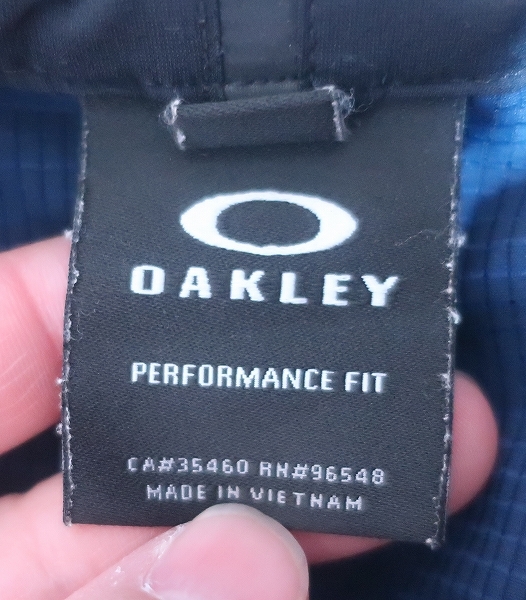 OAKLEY
PERFORMANCE FIT
CA#35460 RN#96548
MADE IN VIETNAM